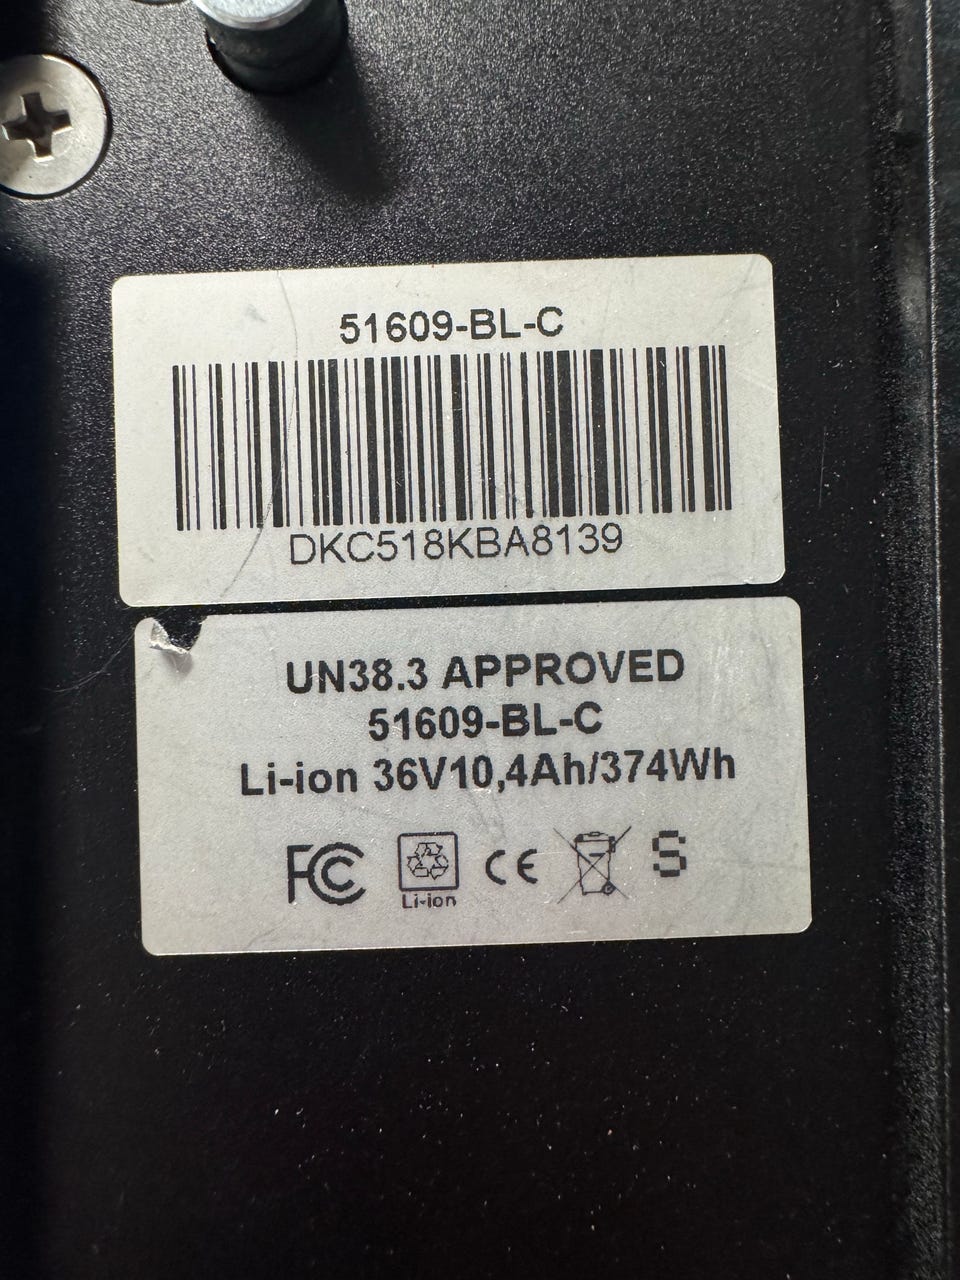 51609-BL-C
DKC518KBA8139
UN38.3 APPROVED
51609-BL-C
Li-ion 36V10,4Ah/374Wh
FC CE S
Li-ion